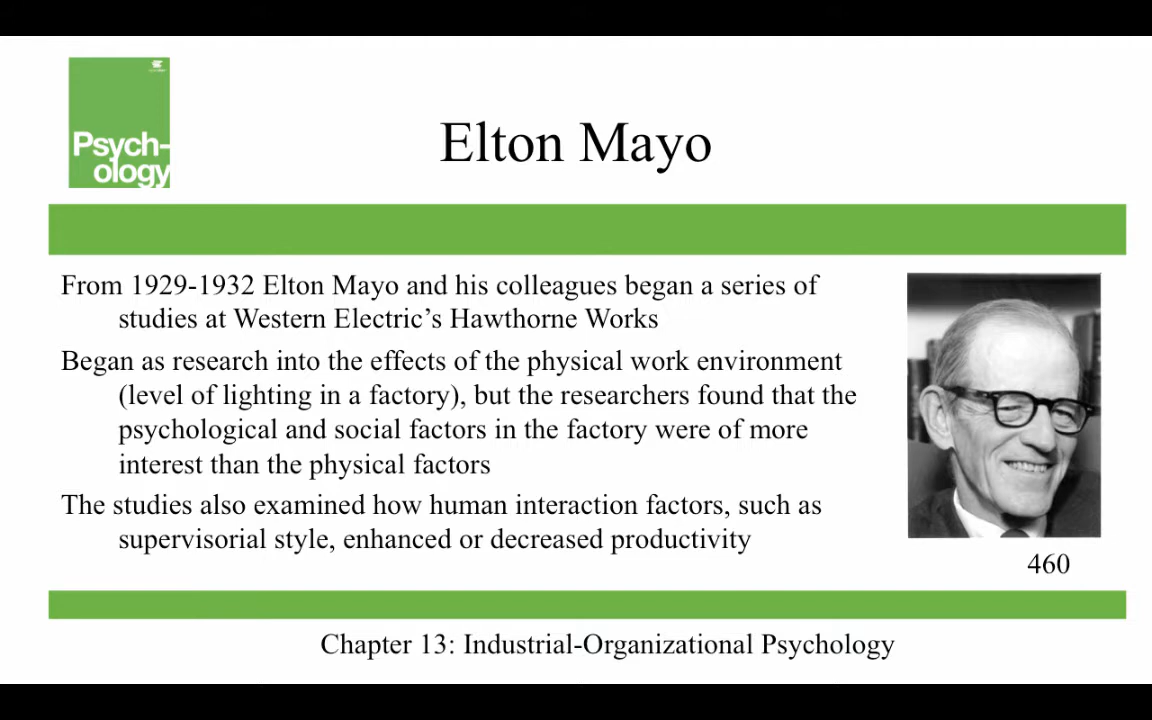 Psych-
ology
Elton Mayo
From 1929-1932 Elton Mayo and his colleagues began a series of
studies at Western Electric’s Hawthorne Works
Began as research into the effects of the physical work environment
(level of lighting in a factory), but the researchers found that the
psychological and social factors in the factory were of more
interest than the physical factors
The studies also examined how human interaction factors, such as
supervisorial style, enhanced or decreased productivity
460
Chapter 13: Industrial-Organizational Psychology